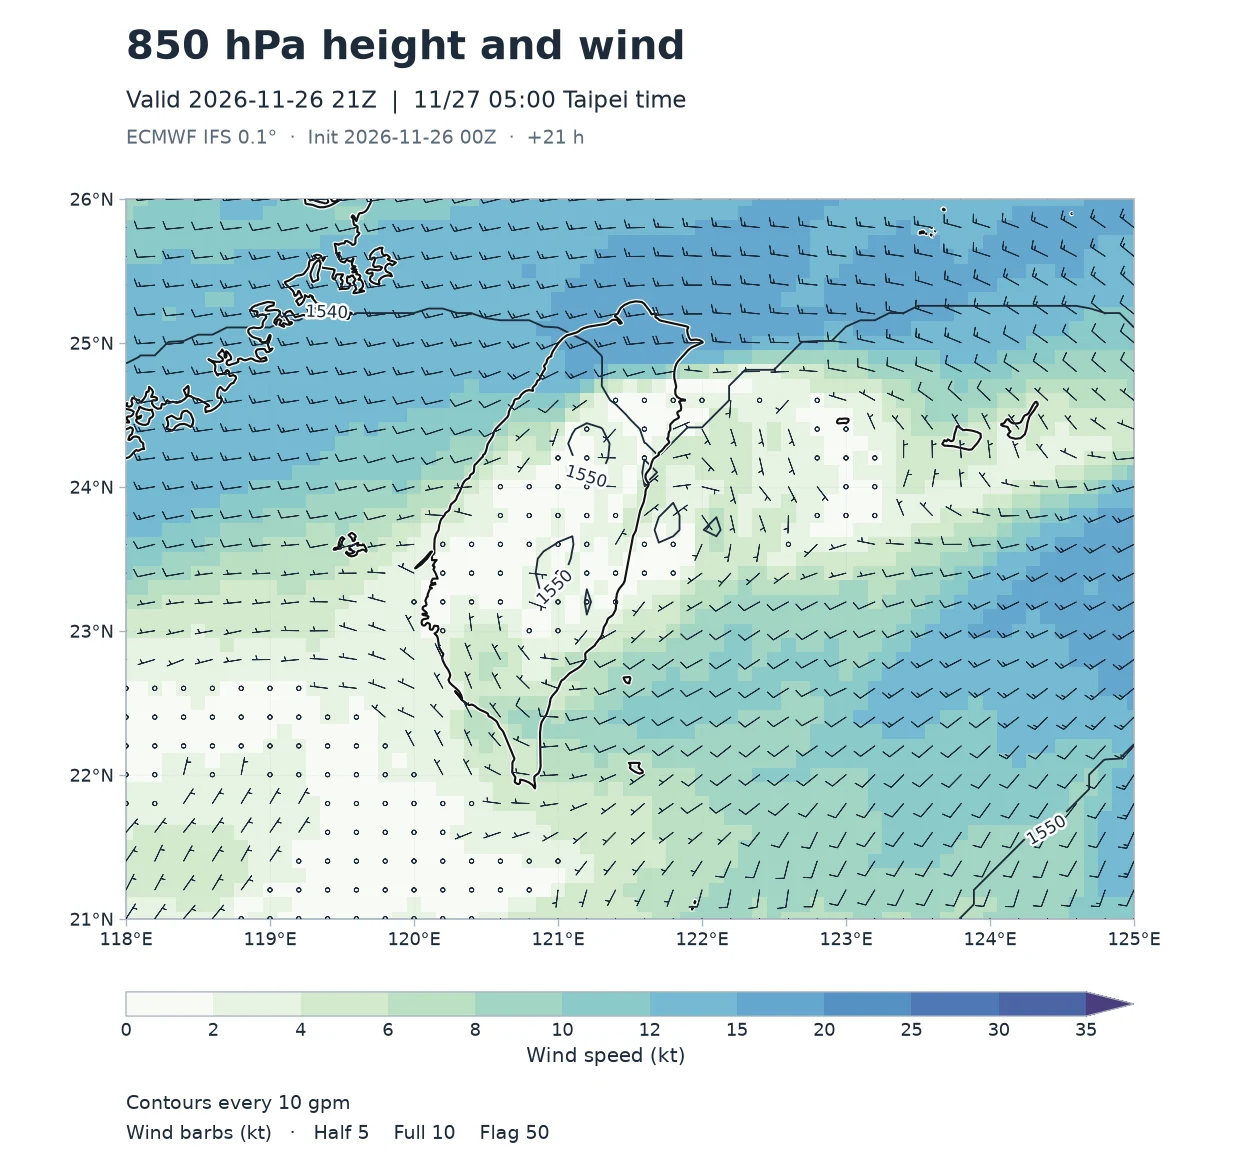 850 hPa height and wind
Valid 2026-11-26 21Z | 11/27 05:00 Taipei time
ECMWF IFS 0.1° · Init 2026-11-26 00Z · +21 h
26°N
25°N
24°N
23°N
22°N
21°N
1540
1550
1550
1550
118°E 119°E 120°E 121°E 122°E 123°E 124°E 125°E
0 2 4 6 8 10 12 15 20 25 30 35
Wind speed (kt)
Contours every 10 gpm
Wind barbs (kt) · Half 5 Full 10 Flag 50